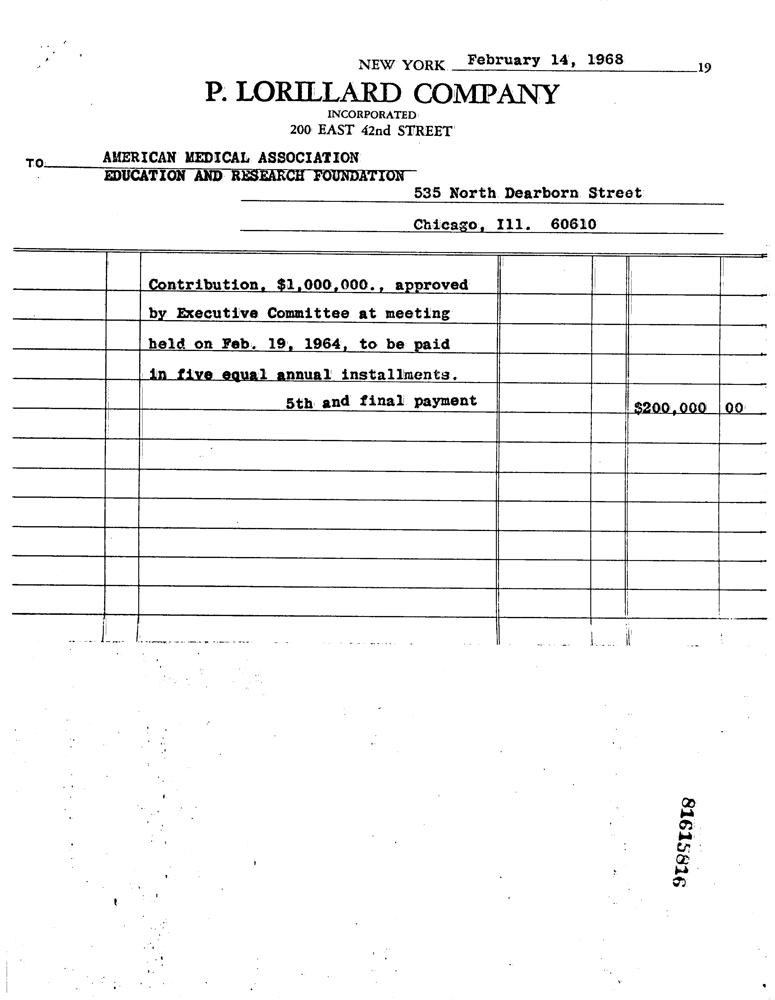 NEW YORK February 14, 1968 19
P. LORILLARD COMPANY
INCORPORATED
200 EAST 42nd STREET
TO AMERICAN MEDICAL ASSOCIATION
EDUCATION AND RESEARCH FOUNDATION
535 North Dearborn Street
Chicago, Ill. 60610
Contribution, $1,000,000., approved
by Executive Committee at meeting
held on Feb. 19, 1964, to be paid
in five equal annual installments.
5th and final payment $200,000 00
81615816